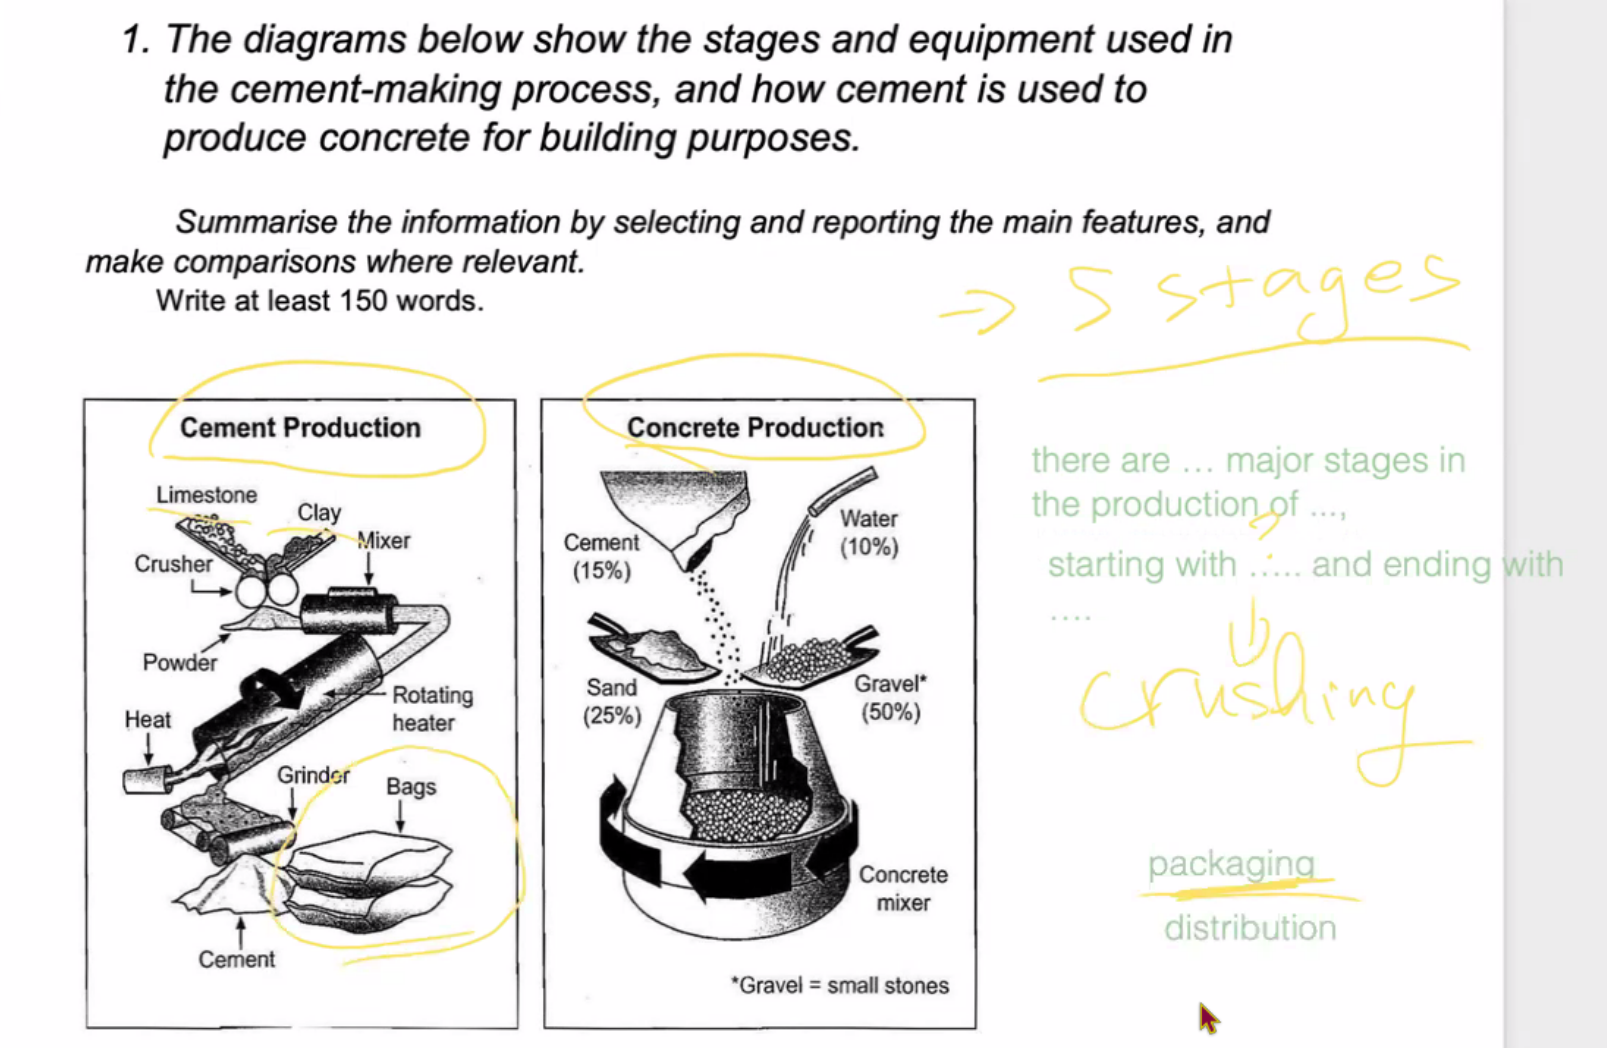 1. The diagrams below show the stages and equipment used in
the cement-making process, and how cement is used to
produce concrete for building purposes.
Summarise the information by selecting and reporting the main features, and
make comparisons where relevant.
Write at least 150 words.
→ 5 stages
Cement Production
Limestone
Clay
Mixer
Crusher
Powder
Rotating
heater
Heat
Grinder
Bags
Cement
Concrete Production
Cement
(15%)
Water
(10%)
Sand
(25%)
Gravel*
(50%)
Concrete
mixer
*Gravel = small stones
there are ... major stages in
the production of ...,
?
starting with ..... and ending with
....
crushing
packaging
distribution